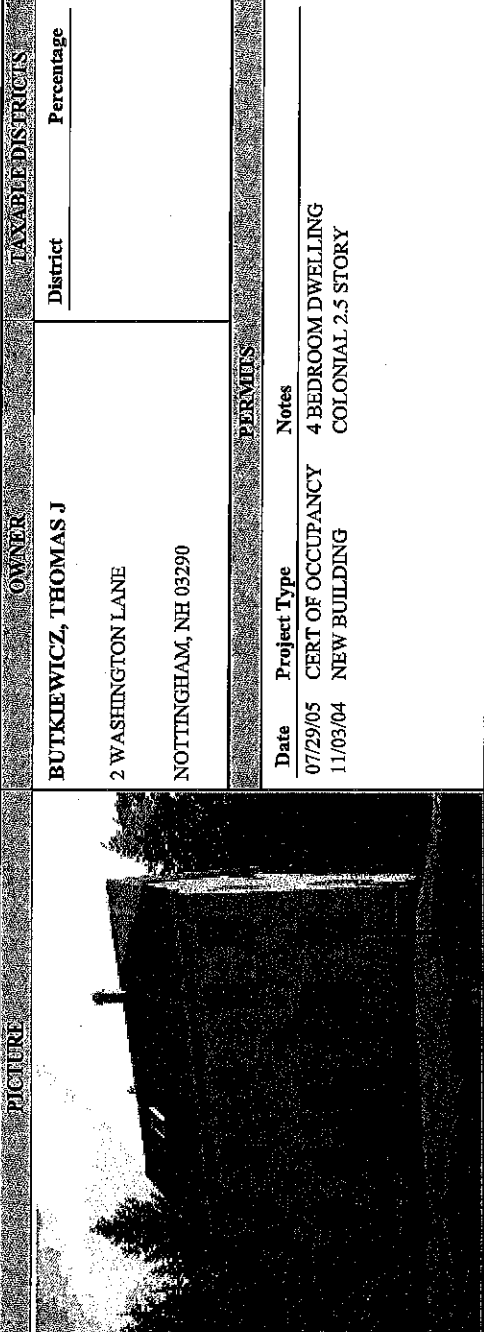 PICTURE
OWNER
BUTKIEWICZ, THOMAS J
2 WASHINGTON LANE
NOTTINGHAM, NH 03290
TAXABLE DISTRICTS
District Percentage
PERMITS
Date Project Type Notes
07/29/05 CERT OF OCCUPANCY 4 BEDROOM DWELLING
11/03/04 NEW BUILDING COLONIAL 2.5 STORY